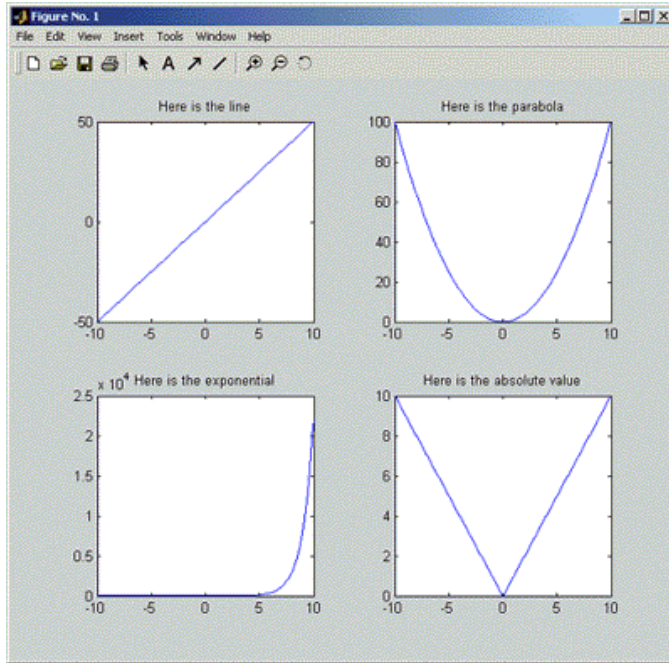 Figure No. 1
File Edit View Insert Tools Window Help
A
Here is the line
50
0
-50
-10 -5 0 5 10
Here is the parabola
100
80
60
40
20
0
-10 -5 0 5 10
x 10^4 Here is the exponential
2.5
2
1.5
1
0.5
0
-10 -5 0 5 10
Here is the absolute value
10
8
6
4
2
0
-10 -5 0 5 10